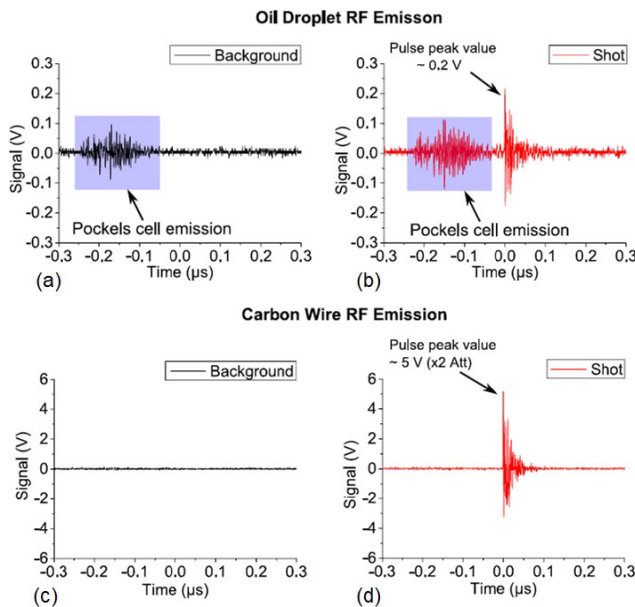 Oil Droplet RF Emisson
Background
0.3
0.2
0.1
0.0
-0.1
-0.2
-0.3
Signal (V)
Pockels cell emission
-0.3 -0.2 -0.1 0.0 0.1 0.2 0.3
Time (µs)
(a)
Pulse peak value
~ 0.2 V
Shot
0.3
0.2
0.1
0.0
-0.1
-0.2
-0.3
Signal (V)
Pockels cell emission
-0.3 -0.2 -0.1 0.0 0.1 0.2 0.3
Time (µs)
(b)
Carbon Wire RF Emission
Background
6
4
2
0
-2
-4
-6
Signal (V)
-0.3 -0.2 -0.1 0.0 0.1 0.2 0.3
Time (µs)
(c)
Pulse peak value
~ 5 V (x2 Att)
Shot
6
4
2
0
-2
-4
-6
Signal (V)
-0.3 -0.2 -0.1 0.0 0.1 0.2 0.3
Time (µs)
(d)